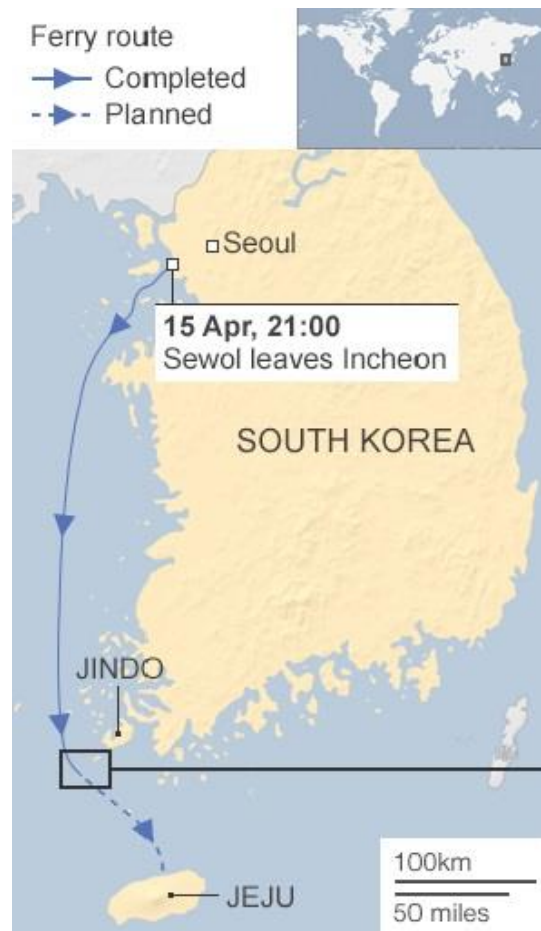 Ferry route
Completed
Planned
Seoul
15 Apr, 21:00
Sewol leaves Incheon
SOUTH KOREA
JINDO
JEJU
100km
50 miles